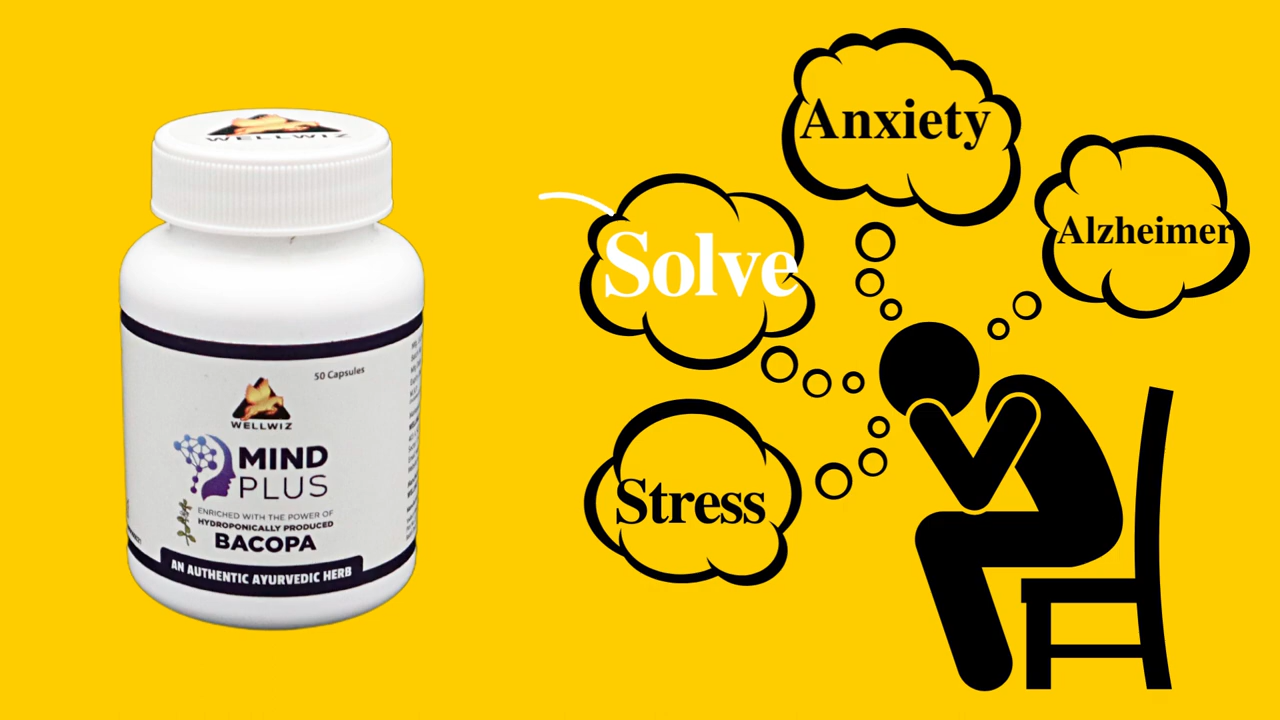 WELLWIZ
50 Capsules
WELLWIZ
MIND
PLUS
ENRICHED WITH THE POWER OF
HYDROPONICALLY PRODUCED
BACOPA
AN AUTHENTIC AYURVEDIC HERB
Anxiety
Alzheimer
Solve
Stress